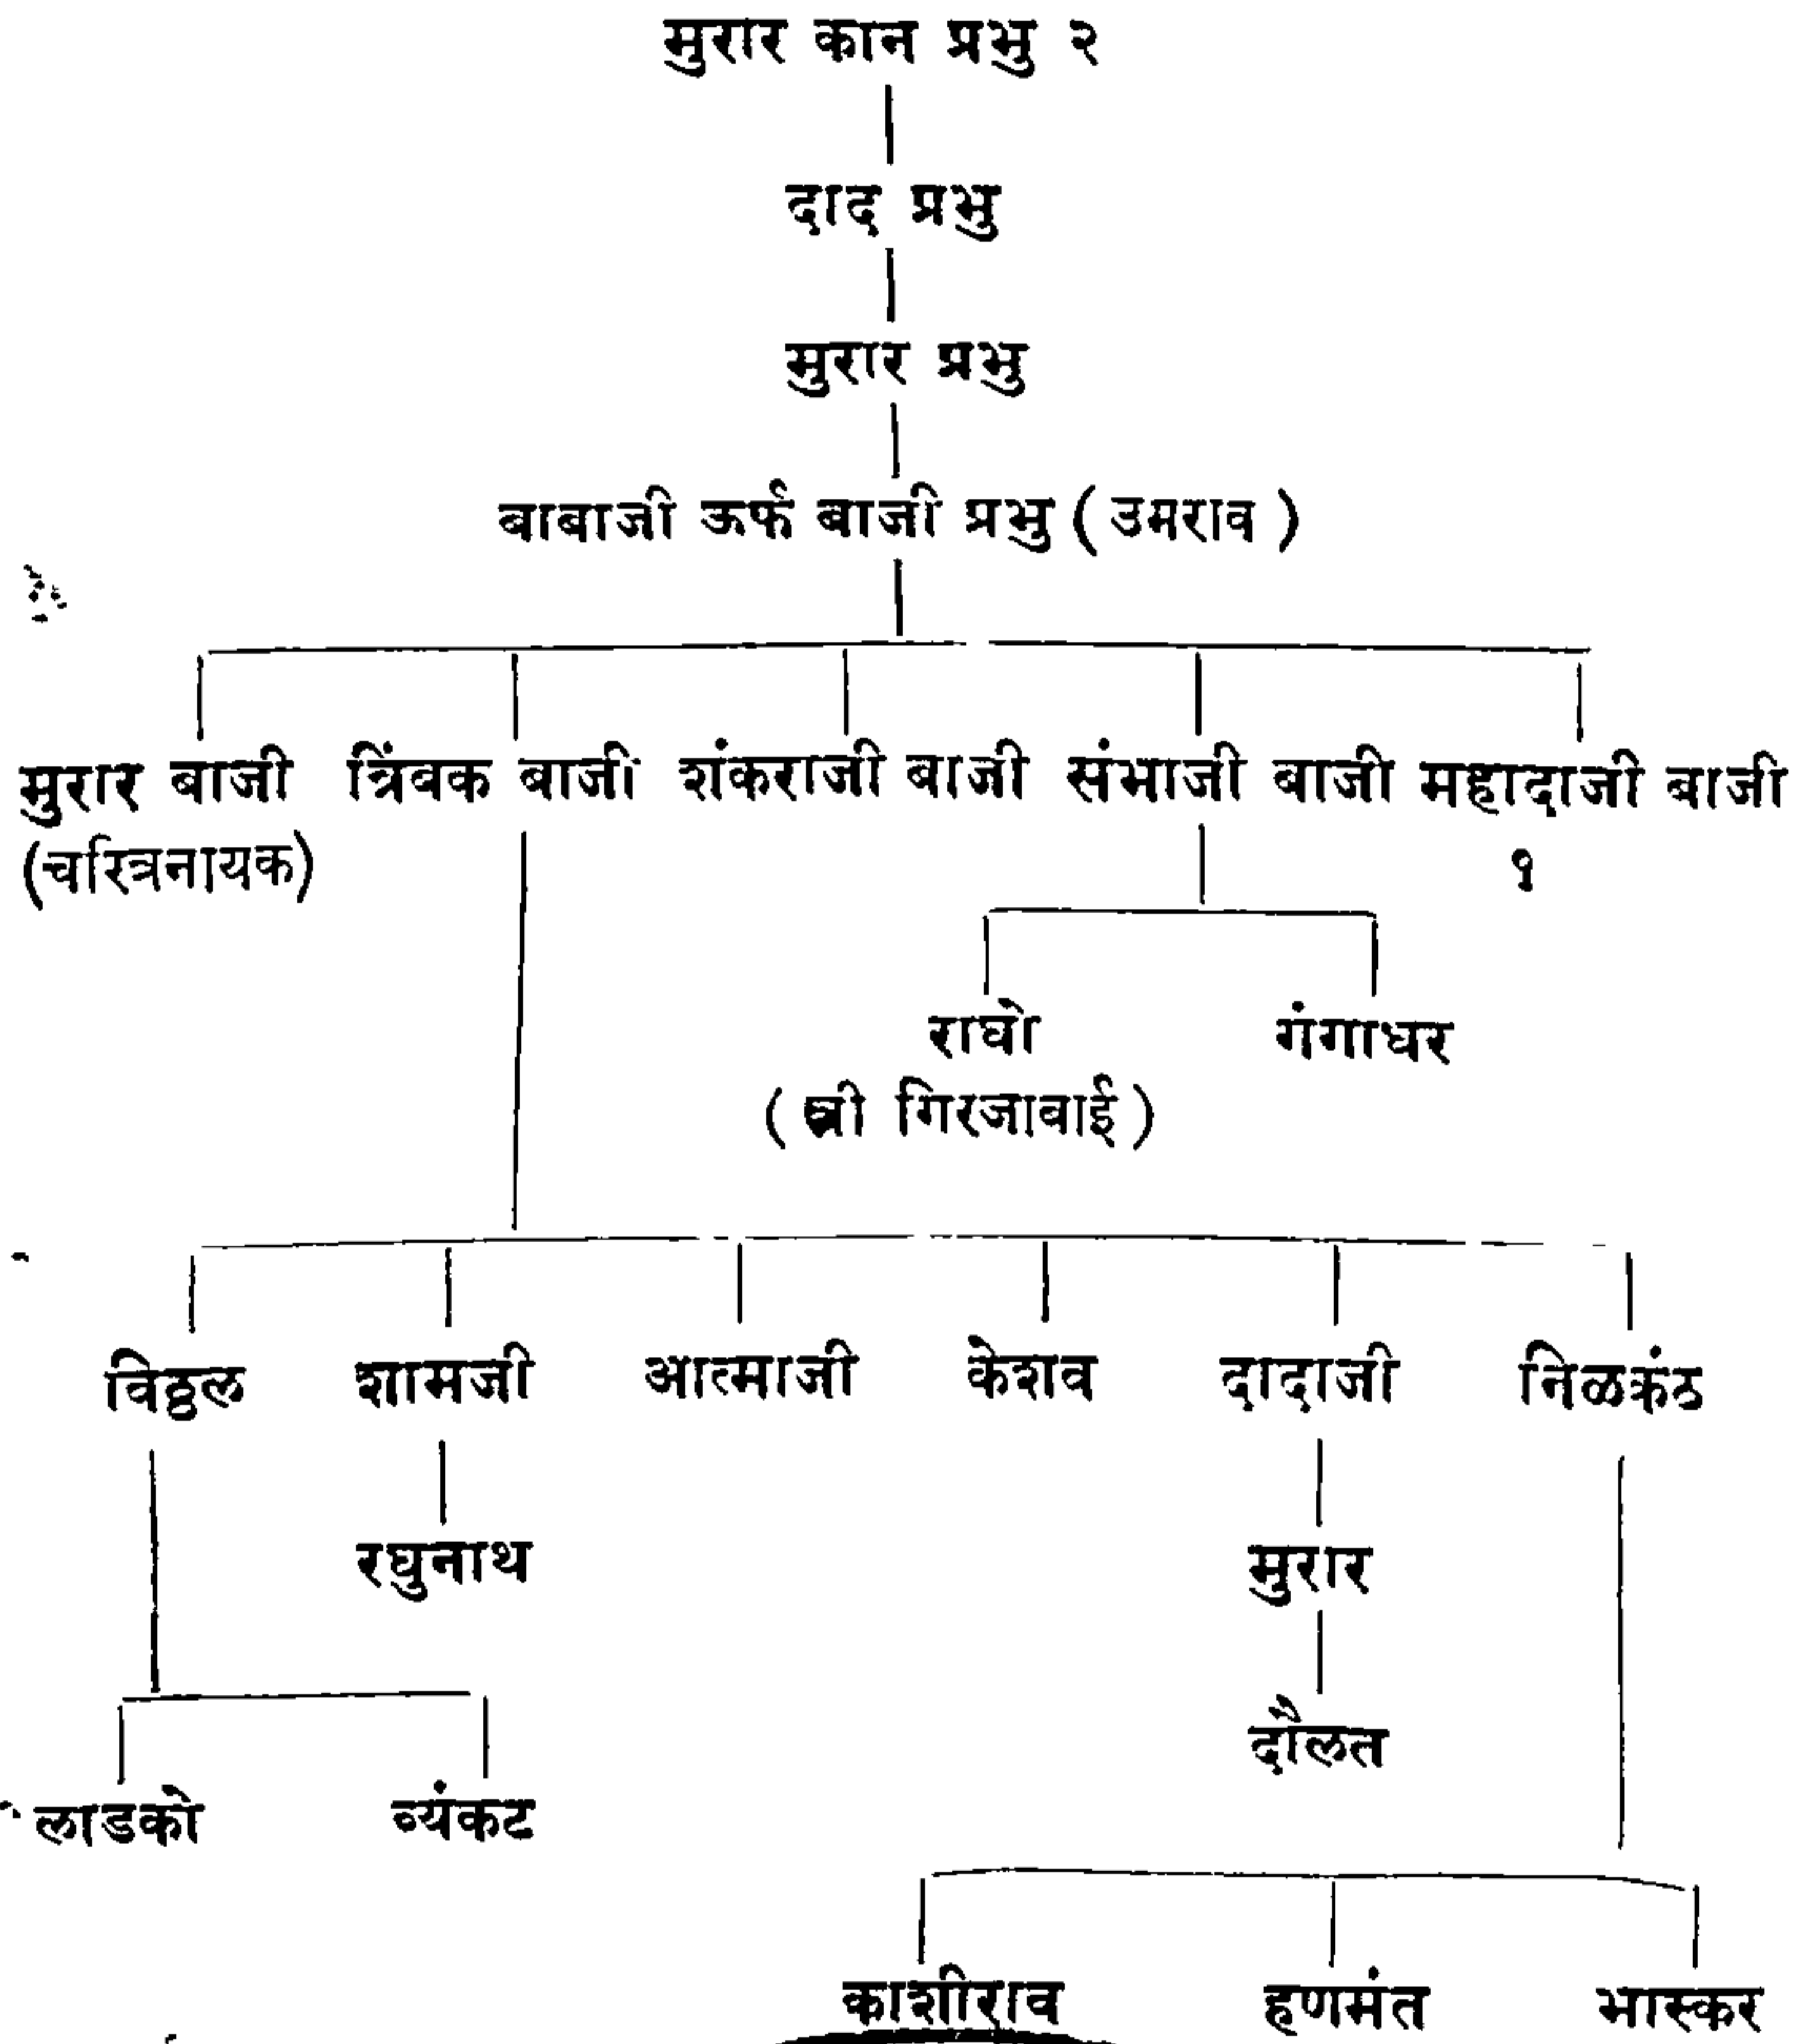 मुरार कान प्रभु २
दाद प्रभु
मुरार प्रभु
बाबाजी ऊर्फ बाजी प्रभु ( उमराव )
मुरार बाजी त्रिंबक बाजी शंकराजी बाजी संभाजी बाजी महादाजी बाजी
(चरित्रनायक) १
राघो गंगाधर
( स्त्री गिरजाबाई )
विठ्ठल शामजी आत्माजी केशव दादाजी निळकंठ
रघुनाथ मुरार
दौलत
लाडको व्यंकट
काशीराव हणमंत भास्कर